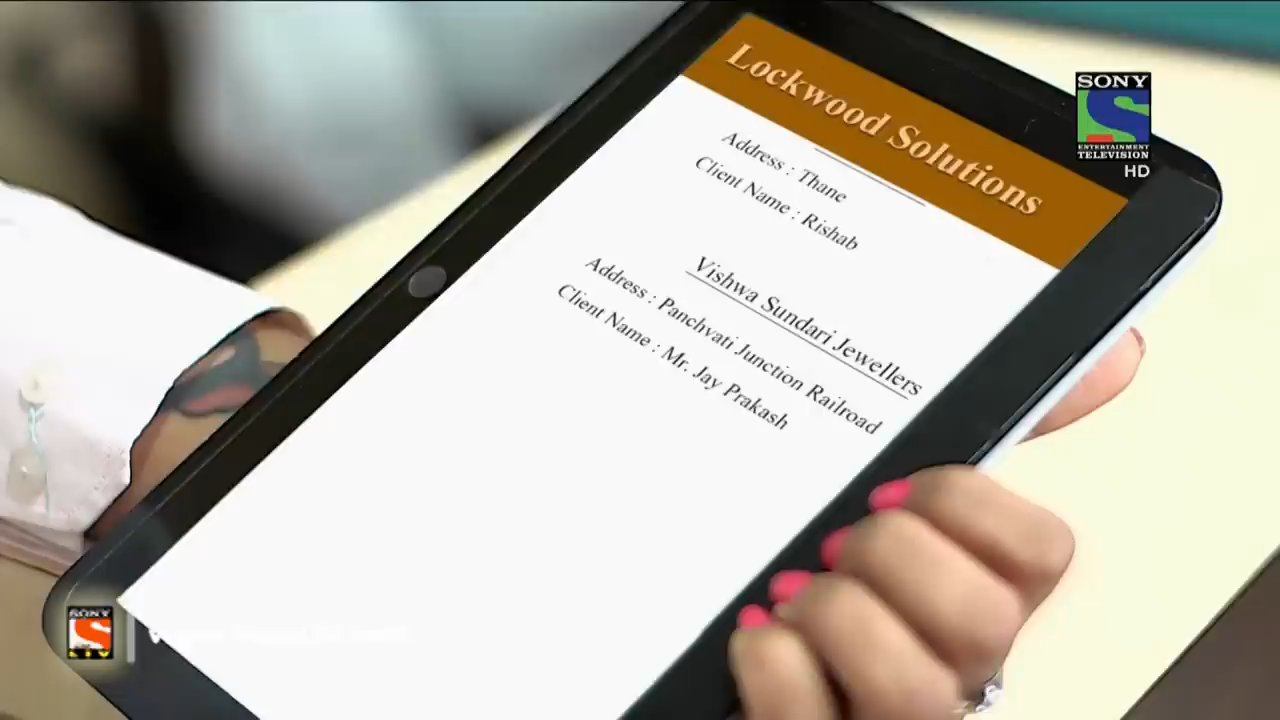 Lockwood Solutions
Address : Thane
Client Name : Rishab
Vishwa Sundari Jewellers
Address : Panchvati Junction Railroad
Client Name : Mr. Jay Prakash
SONY
ENTERTAINMENT
TELEVISION
HD
SONY
LIV